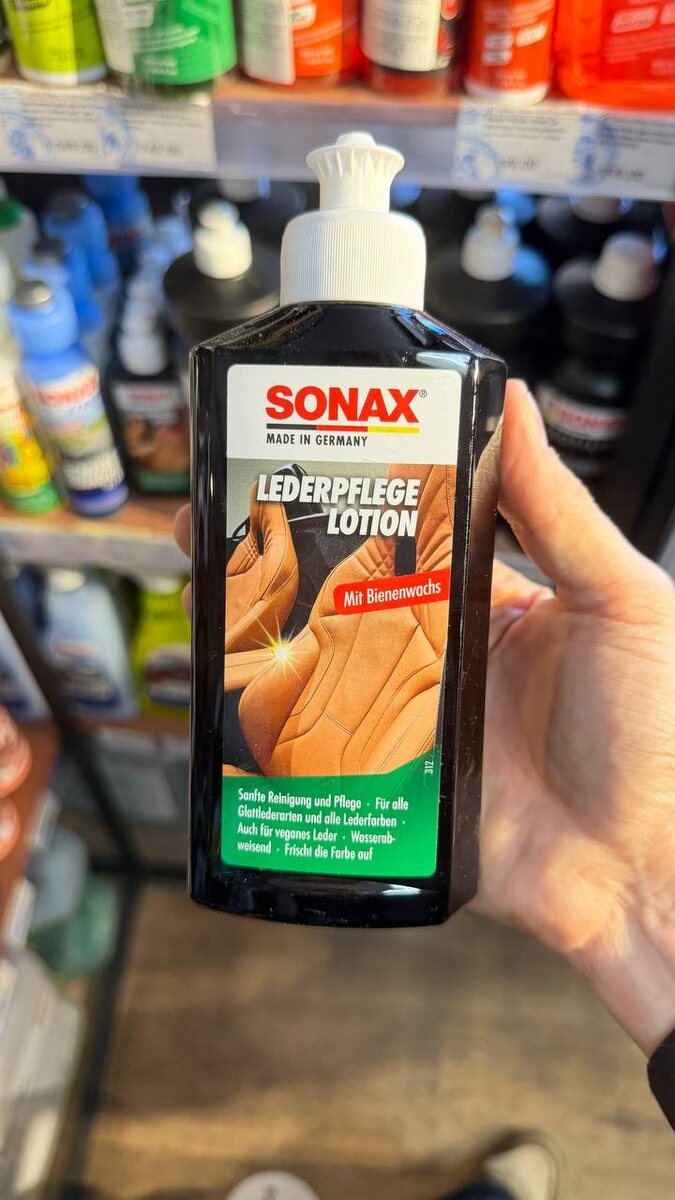 SONAX®
MADE IN GERMANY
LEDERPFLEGE
LOTION
Mit Bienenwachs
312
Sanfte Reinigung und Pflege · Für alle
Glattlederarten und alle Lederfarben ·
Auch für veganes Leder · Wasserab-
weisend · Frischt die Farbe auf
SONAX